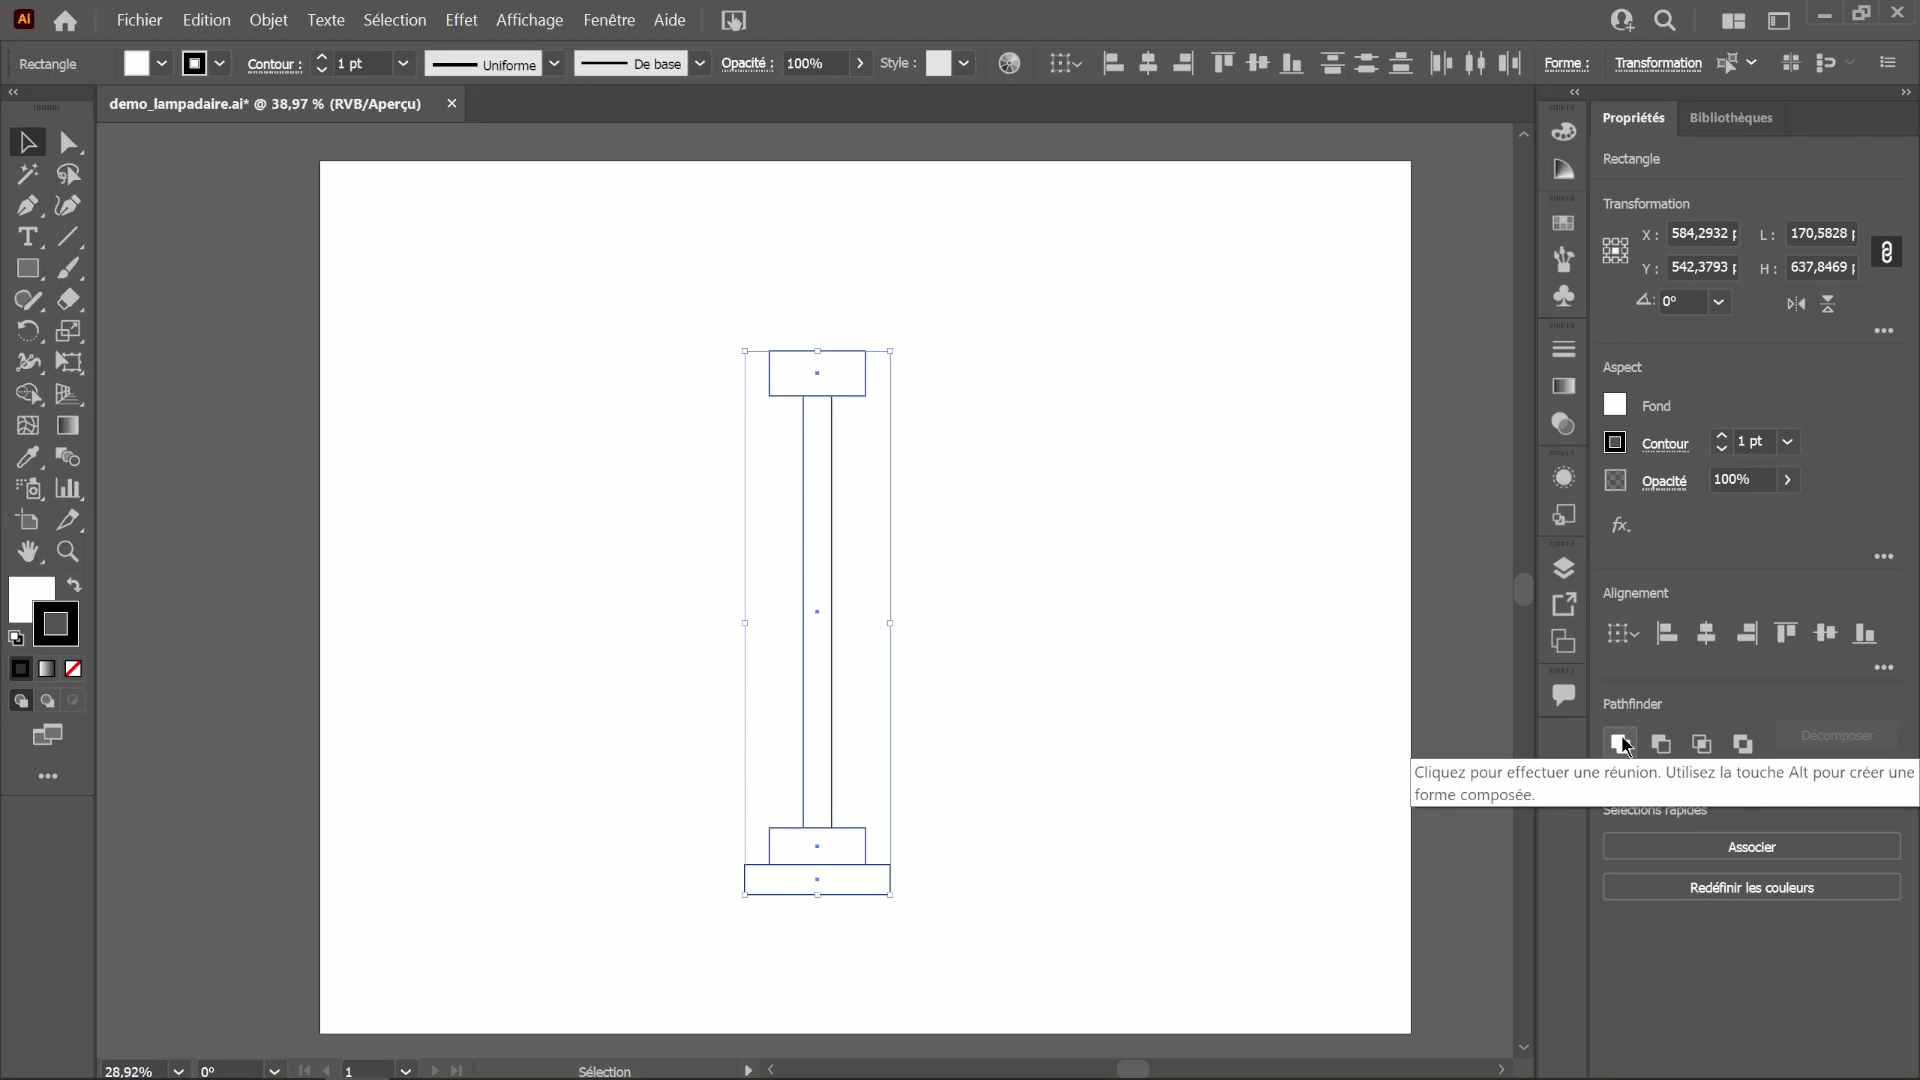 Ai
Fichier Edition Objet Texte Sélection Effet Affichage Fenêtre Aide
Rectangle Contour : 1 pt Uniforme De base Opacité : 100% Style : Forme : Transformation
demo_lampadaire.ai* @ 38,97 % (RVB/Aperçu)
Propriétés Bibliothèques
Rectangle
Transformation
X : 584,2932 L : 170,5828
Y : 542,3793 H : 637,8469
0°
Aspect
Fond
Contour 1 pt
Opacité 100%
fx
Alignement
Pathfinder
Décomposer
Cliquez pour effectuer une réunion. Utilisez la touche Alt pour créer une
forme composée.
Sélections rapides
Associer
Redéfinir les couleurs
28,92% 0° 1 Sélection